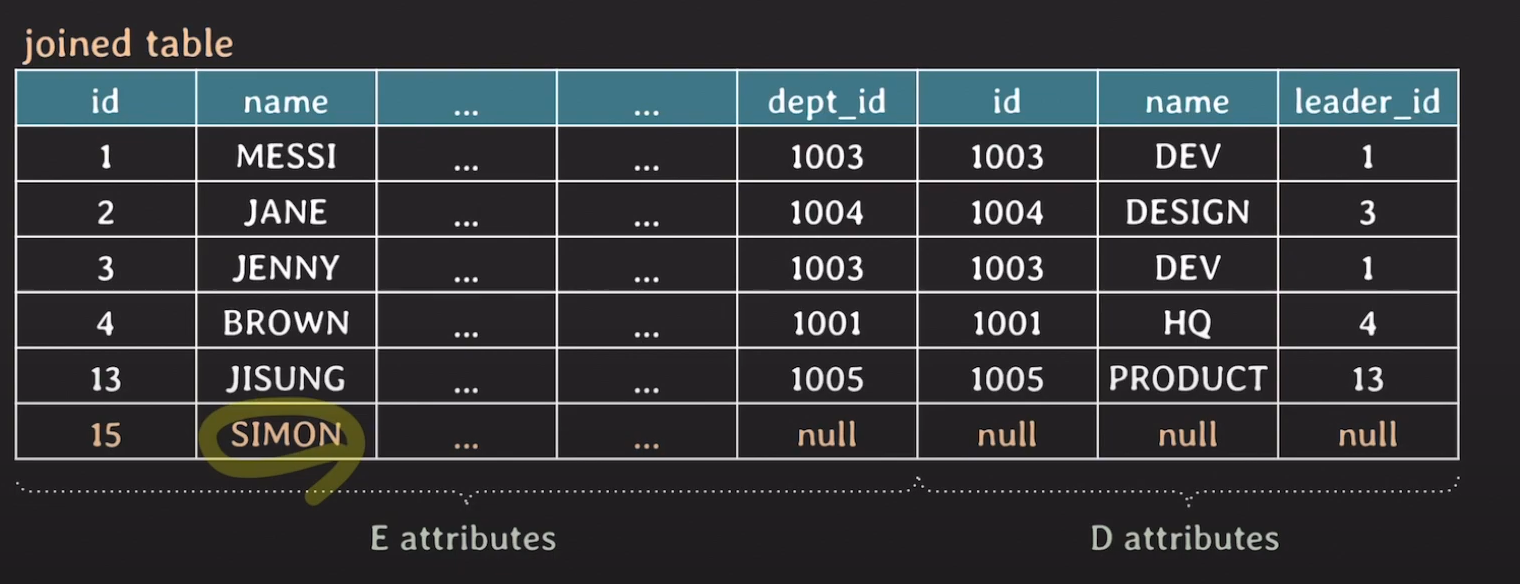 joined table
id name ... ... dept_id id name leader_id
1 MESSI ... ... 1003 1003 DEV 1
2 JANE ... ... 1004 1004 DESIGN 3
3 JENNY ... ... 1003 1003 DEV 1
4 BROWN ... ... 1001 1001 HQ 4
13 JISUNG ... ... 1005 1005 PRODUCT 13
15 SIMON ... ... null null null null
E attributes D attributes